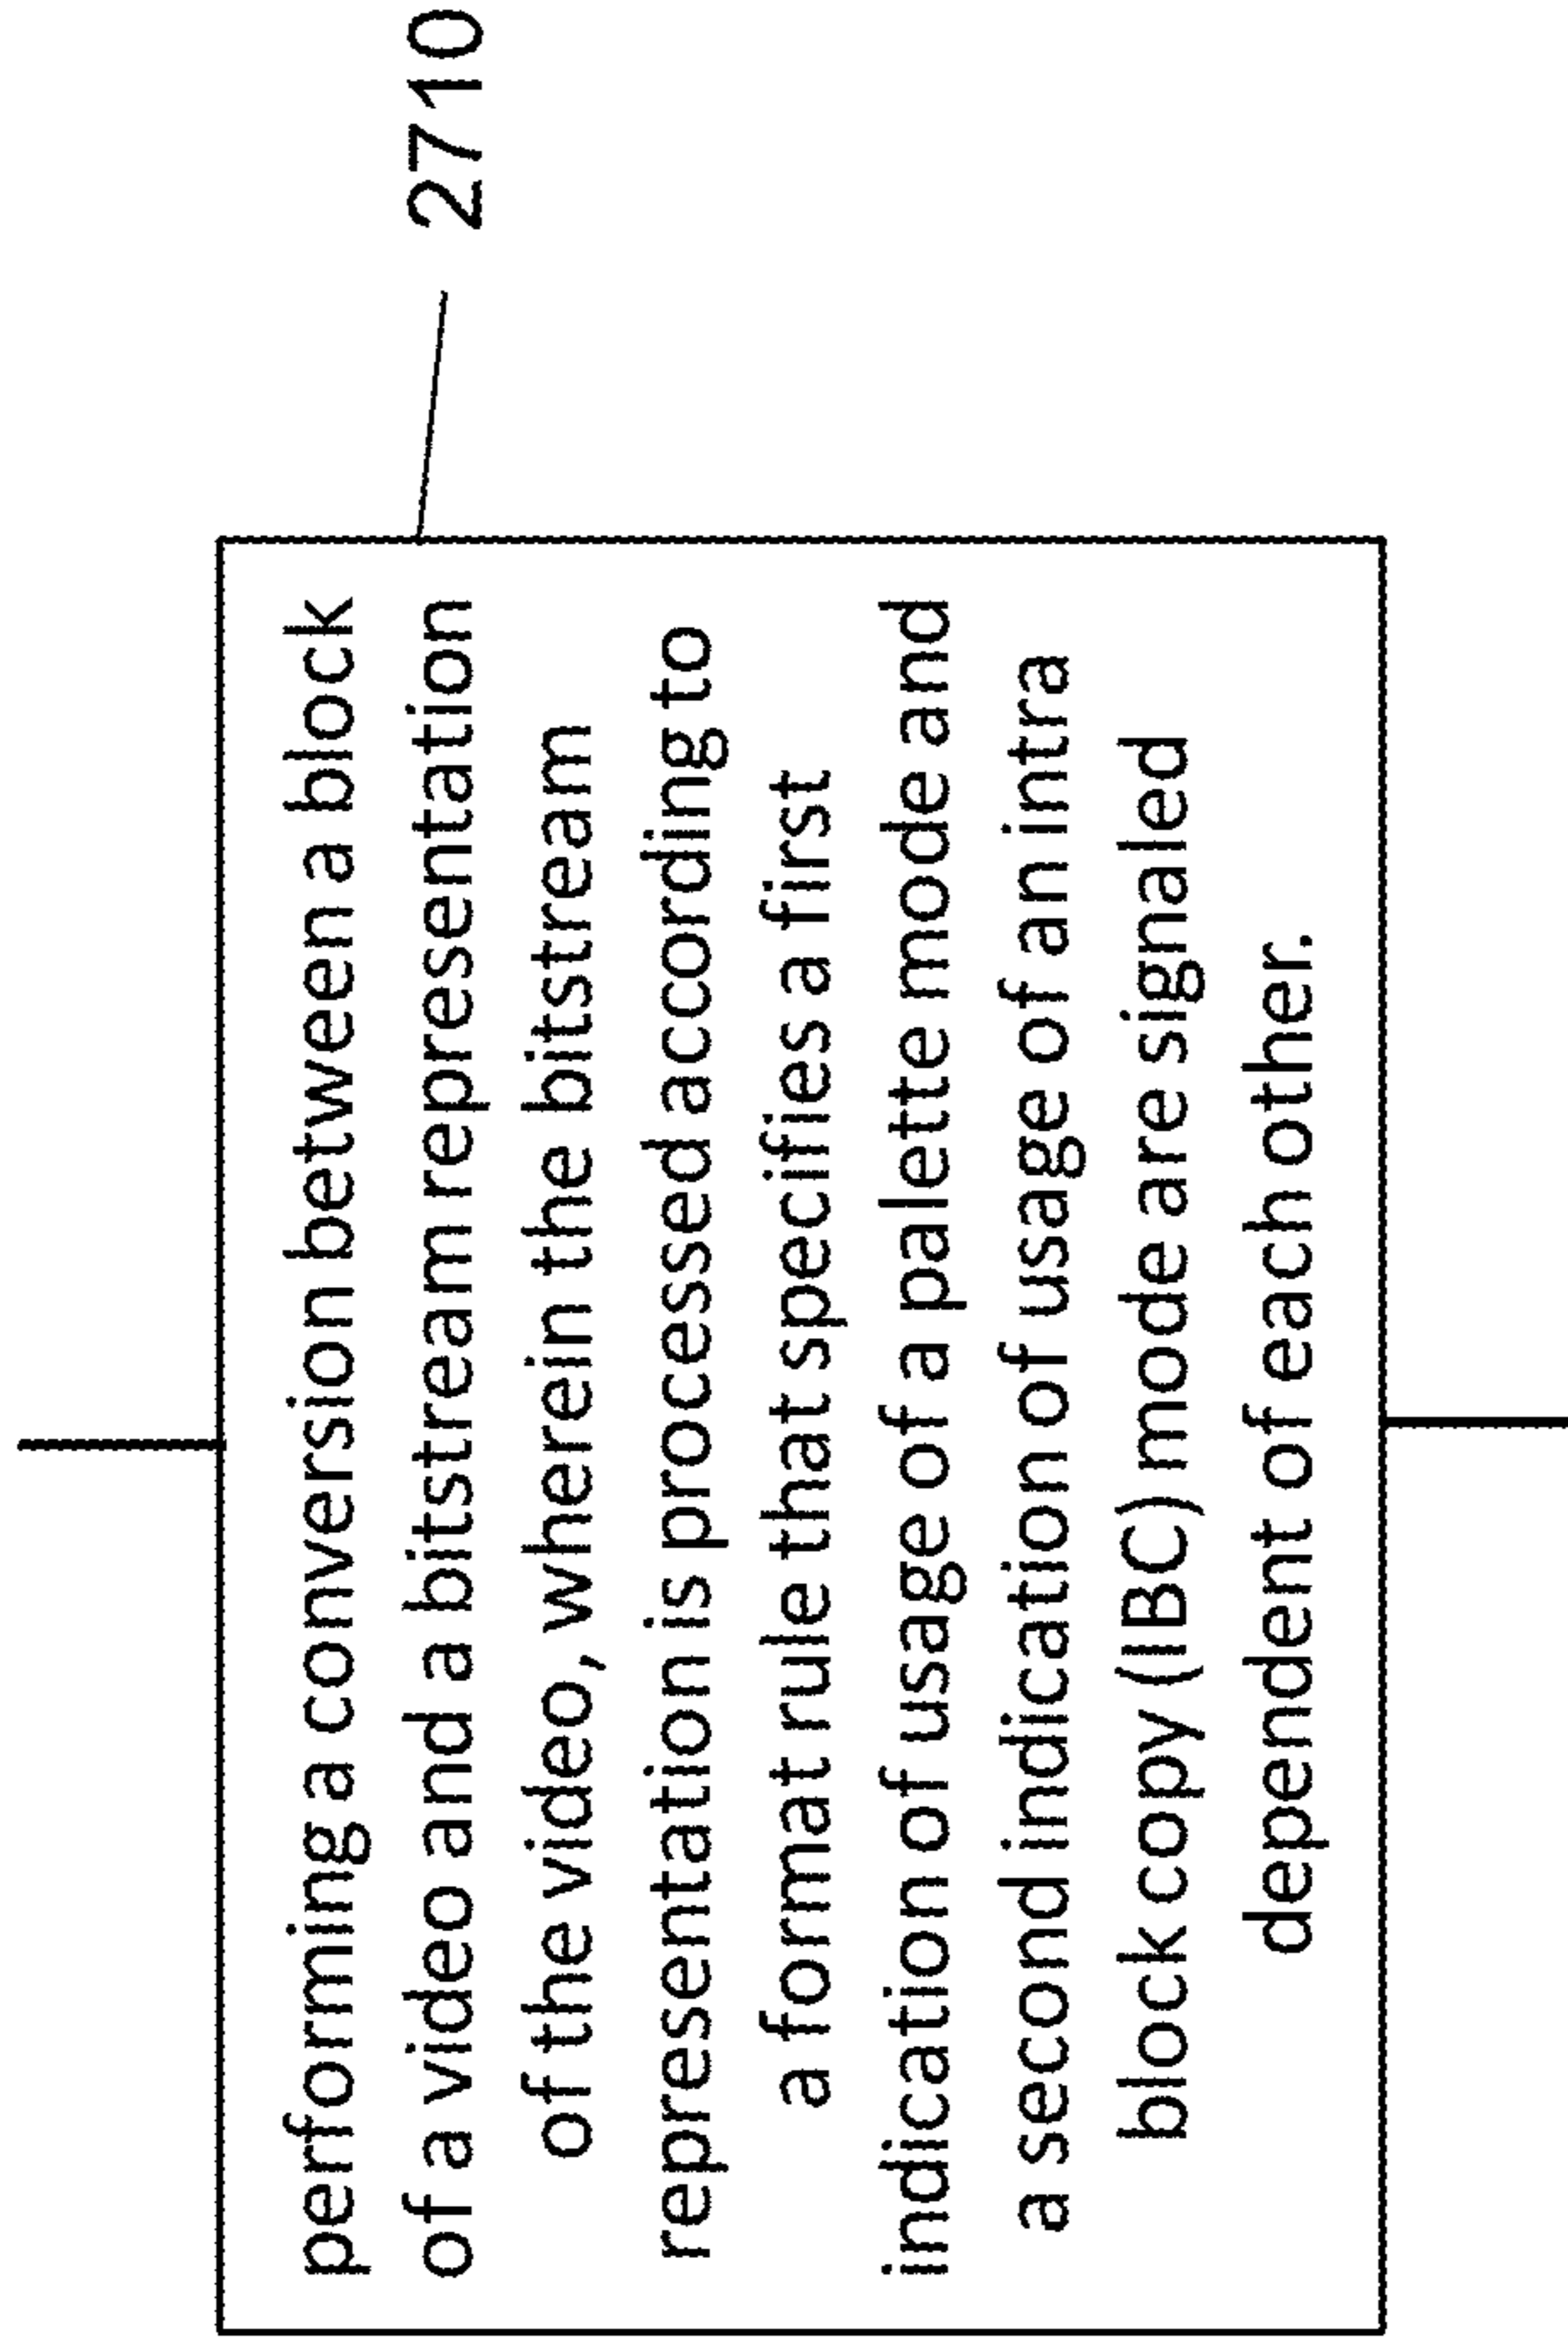 performing a conversion between a block
of a video and a bitstream representation
of the video, wherein the bitstream
representation is processed according to
a format rule that specifies a first
indication of usage of a palette mode and
a second indication of usage of an intra
block copy (IBC) mode are signaled
dependent of each other.
2710